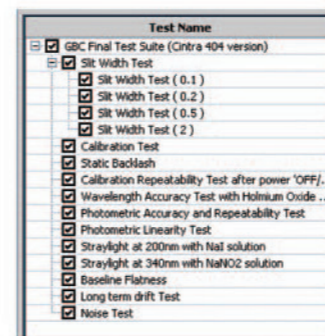 Test Name
GBC Final Test Suite (Cintra 404 version)
Slit Width Test
Slit Width Test ( 0.1 )
Slit Width Test ( 0.2 )
Slit Width Test ( 0.5 )
Slit Width Test ( 2 )
Calibration Test
Static Backlash
Calibration Repeatability Test after power 'OFF/..
Wavelength Accuracy Test with Holmium Oxide ..
Photometric Accuracy and Repeatability Test
Photometric Linearity Test
Straylight at 200nm with NaI solution
Straylight at 340nm with NaNO2 solution
Baseline Flatness
Long term drift Test
Noise Test